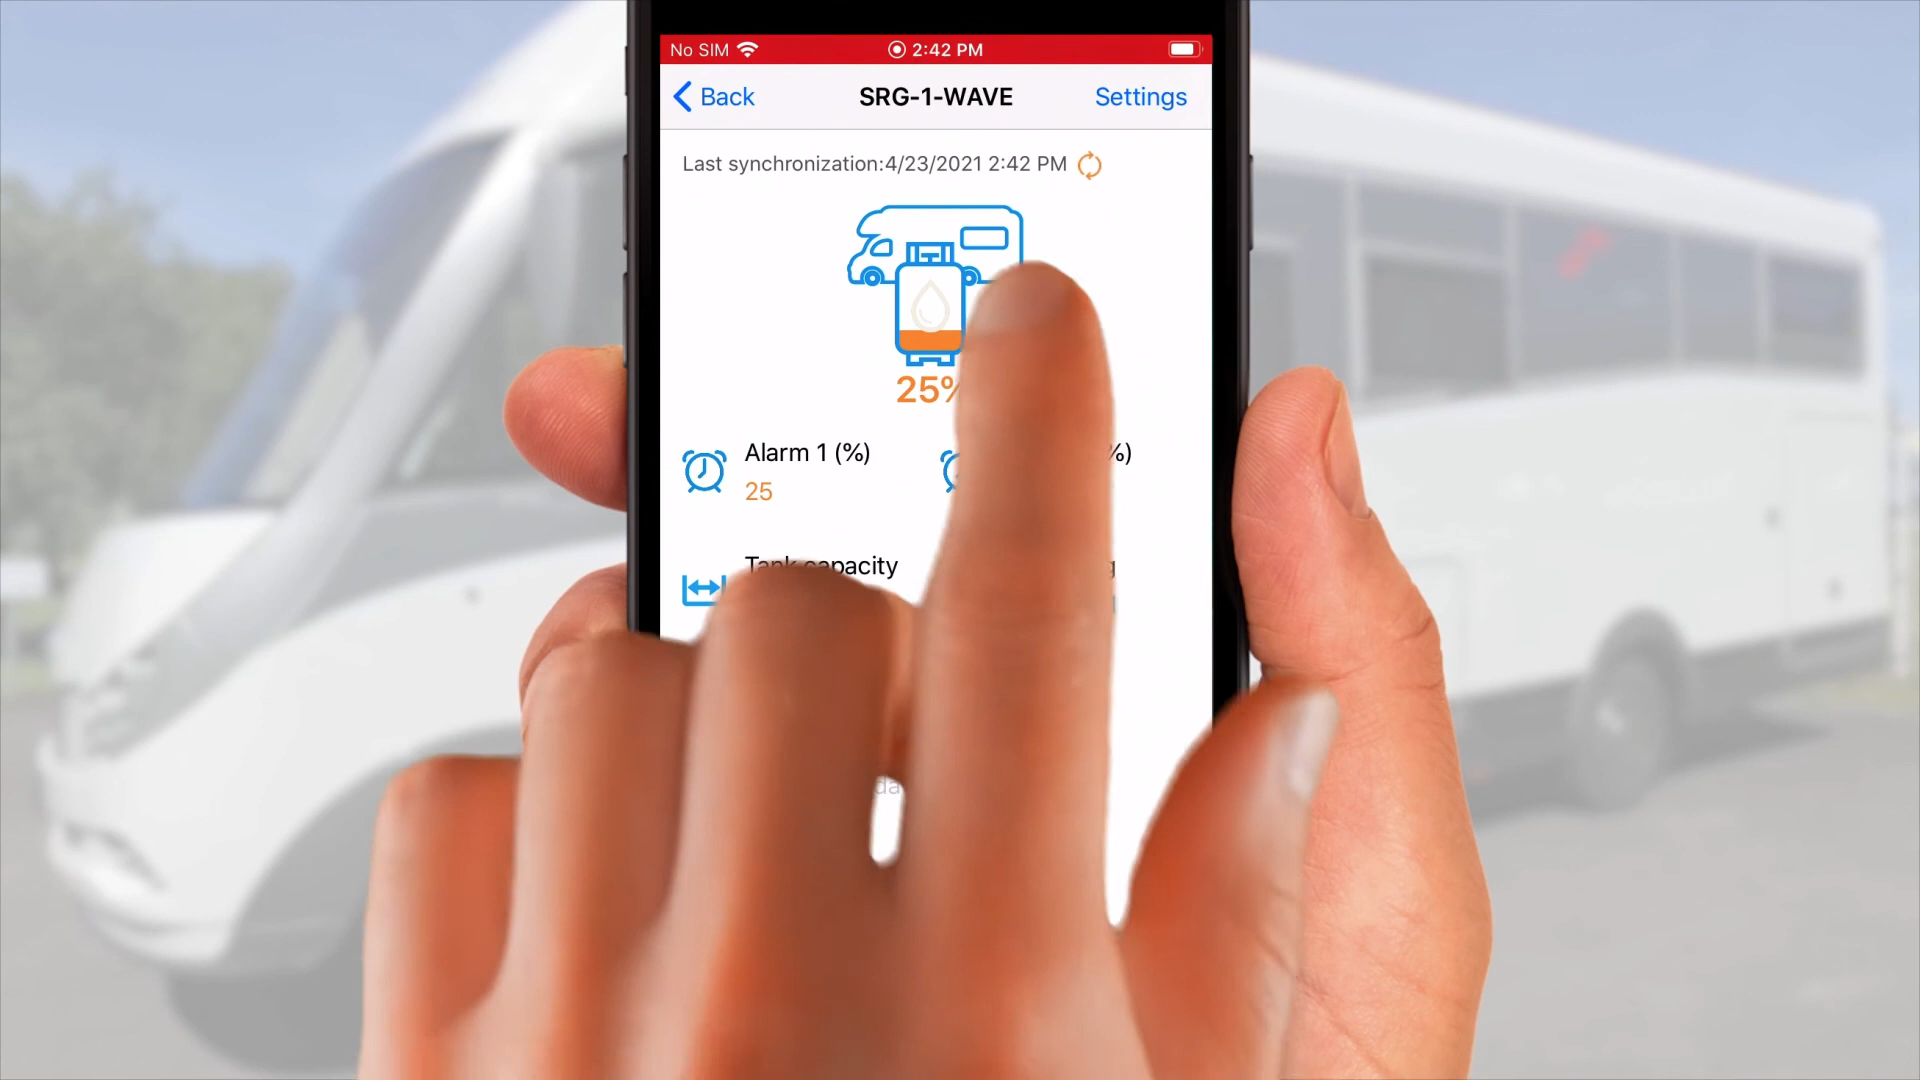 No SIM 2:42 PM
Back SRG-1-WAVE Settings
Last synchronization:4/23/2021 2:42 PM
25%
Alarm 1 (%) %)
25
Tank capacity